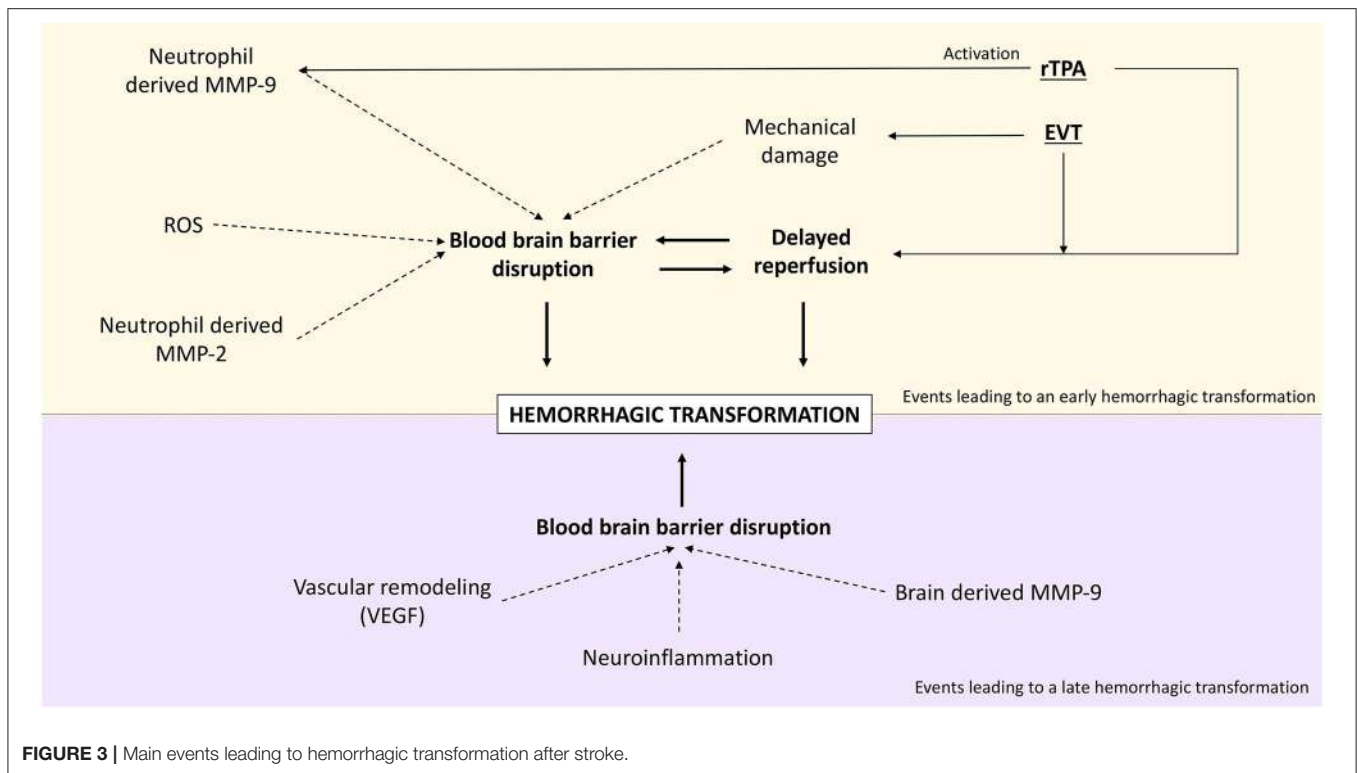 Neutrophil
derived MMP-9
Activation
rTPA
EVT
Mechanical
damage
ROS
Blood brain barrier
disruption
Delayed
reperfusion
Neutrophil derived
MMP-2
Events leading to an early hemorrhagic transformation
HEMORRHAGIC TRANSFORMATION
Blood brain barrier disruption
Vascular remodeling
(VEGF)
Brain derived MMP-9
Neuroinflammation
Events leading to a late hemorrhagic transformation
FIGURE 3 | Main events leading to hemorrhagic transformation after stroke.